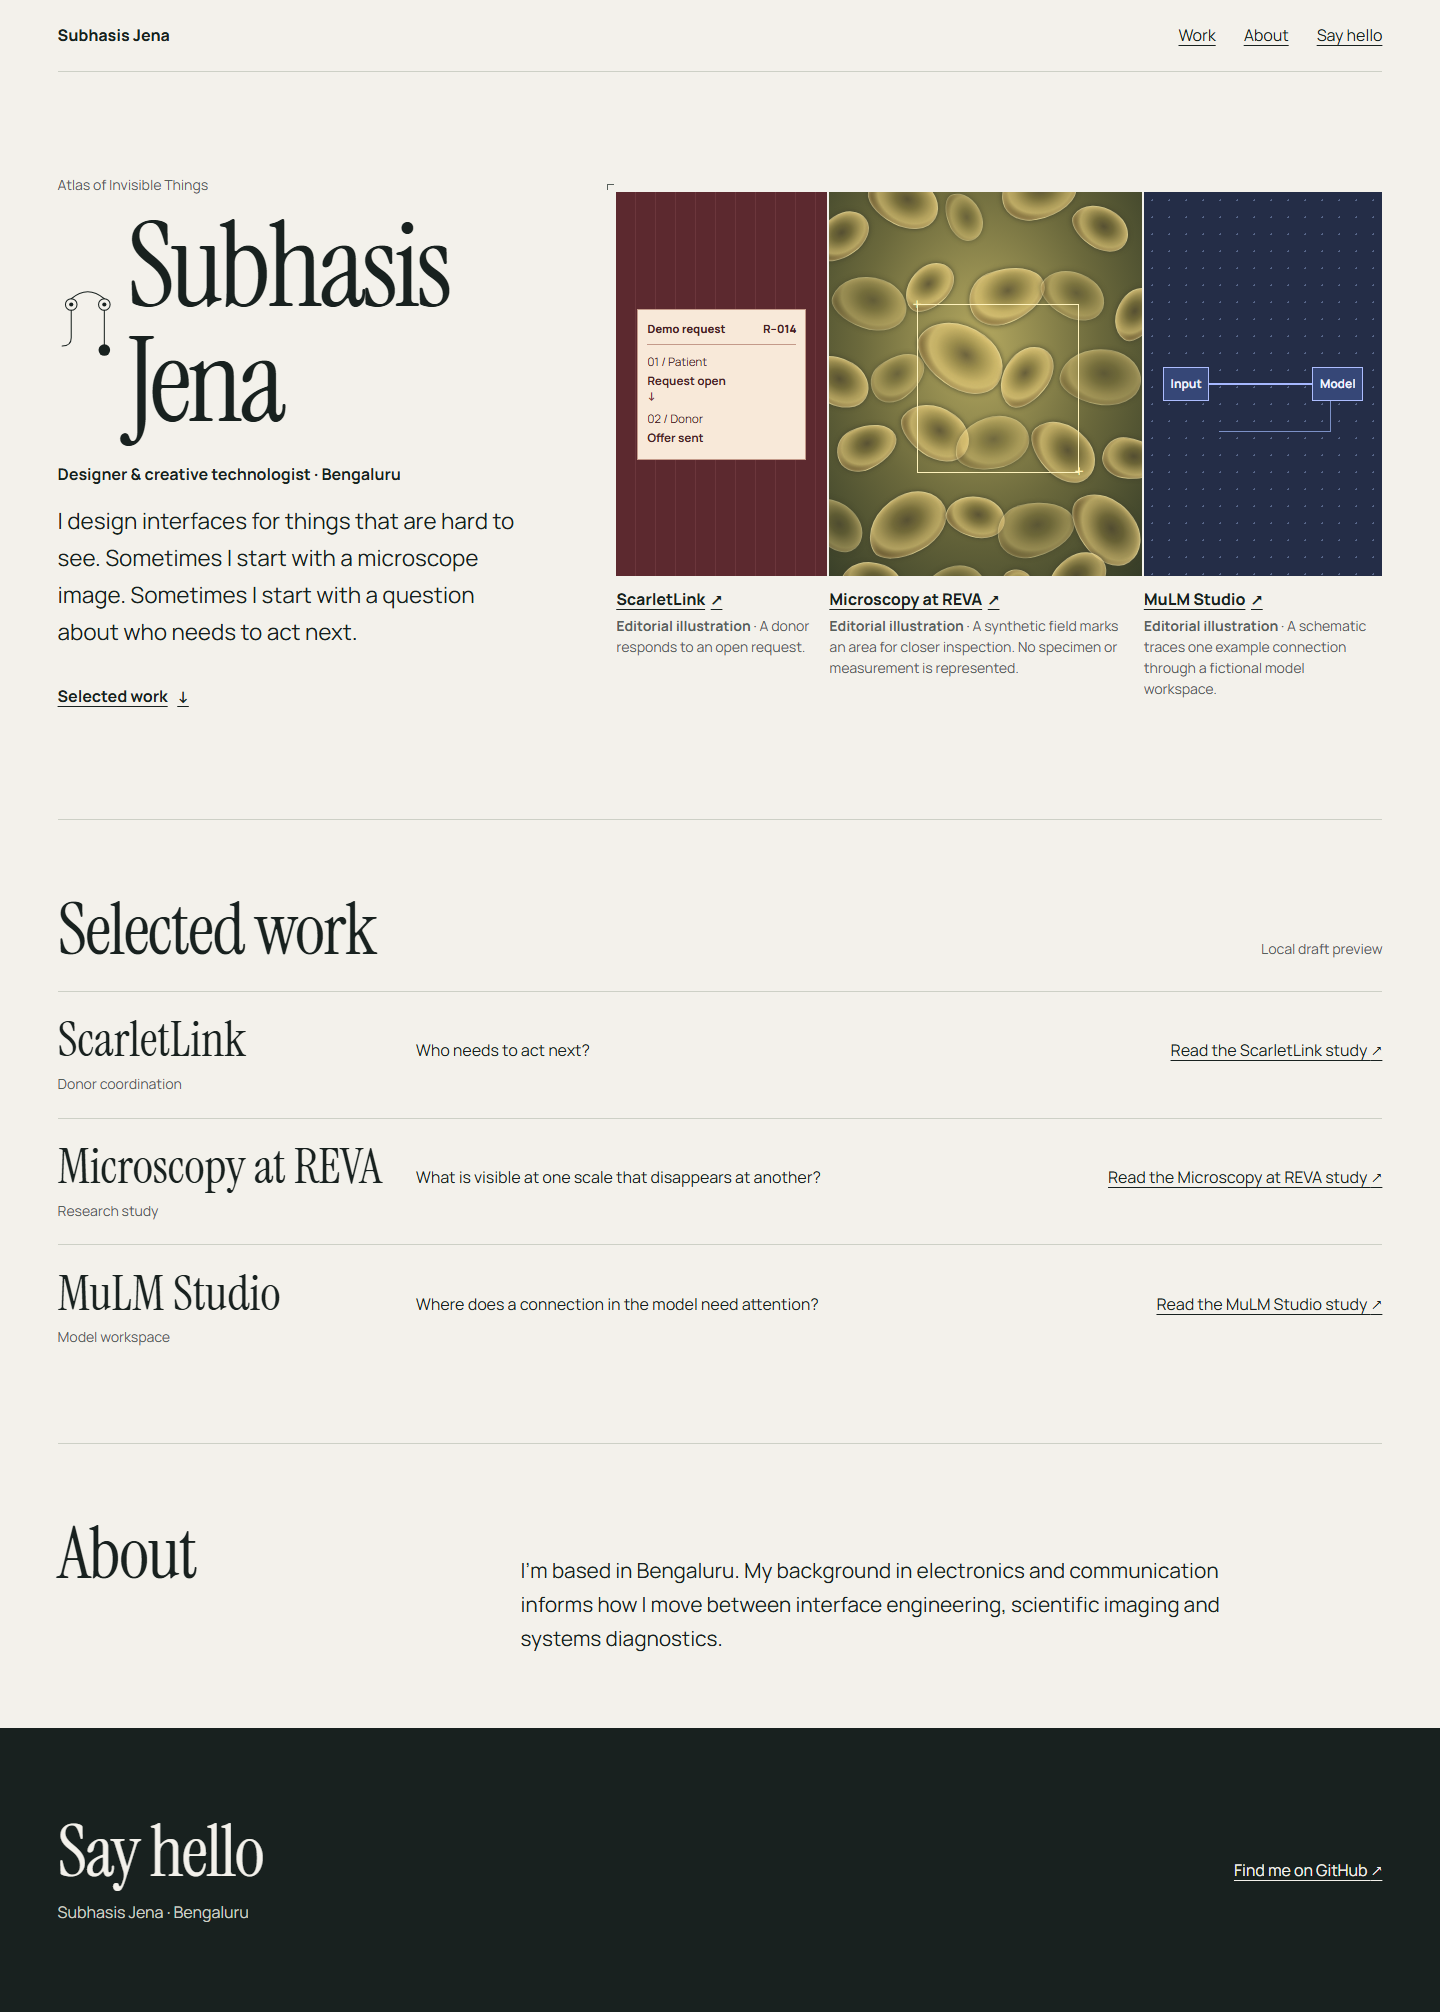 Subhasis Jena
Work About Say hello
Atlas of Invisible Things
Subhasis
Jena
Designer & creative technologist · Bengaluru
I design interfaces for things that are hard to
see. Sometimes I start with a microscope
image. Sometimes I start with a question
about who needs to act next.
Selected work ↓
Demo request R-014
01 / Patient
Request open
↓
02 / Donor
Offer sent
Input Model
ScarletLink ↗
Editorial illustration · A donor
responds to an open request.
Microscopy at REVA ↗
Editorial illustration · A synthetic field marks
an area for closer inspection. No specimen or
measurement is represented.
MuLM Studio ↗
Editorial illustration · A schematic
traces one example connection
through a fictional model
workspace.
Selected work
Local draft preview
ScarletLink
Donor coordination
Who needs to act next?
Read the ScarletLink study ↗
Microscopy at REVA
Research study
What is visible at one scale that disappears at another?
Read the Microscopy at REVA study ↗
MuLM Studio
Model workspace
Where does a connection in the model need attention?
Read the MuLM Studio study ↗
About
I'm based in Bengaluru. My background in electronics and communication
informs how I move between interface engineering, scientific imaging and
systems diagnostics.
Say hello
Subhasis Jena · Bengaluru
Find me on GitHub ↗